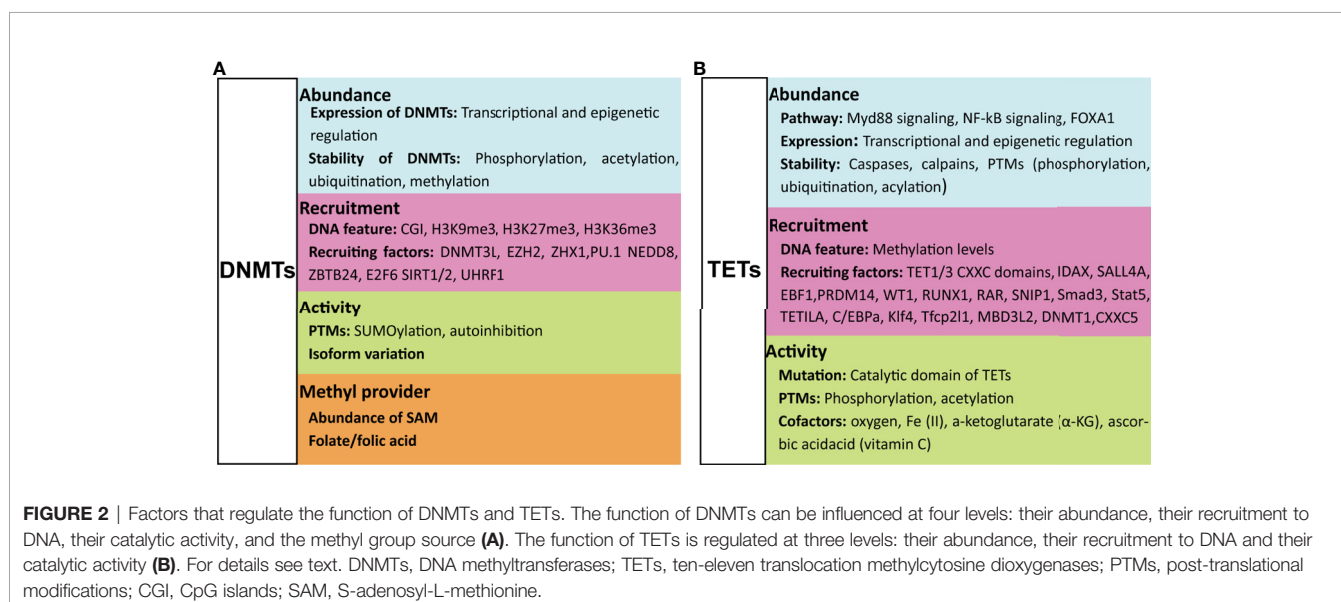 A
DNMTs
Abundance
Expression of DNMTs: Transcriptional and epigenetic
regulation
Stability of DNMTs: Phosphorylation, acetylation,
ubiquitination, methylation
Recruitment
DNA feature: CGI, H3K9me3, H3K27me3, H3K36me3
Recruiting factors: DNMT3L, EZH2, ZHX1,PU.1 NEDD8,
ZBTB24, E2F6 SIRT1/2, UHRF1
Activity
PTMs: SUMOylation, autoinhibition
Isoform variation
Methyl provider
Abundance of SAM
Folate/folic acid
B
TETs
Abundance
Pathway: Myd88 signaling, NF-kB signaling, FOXA1
Expression: Transcriptional and epigenetic regulation
Stability: Caspases, calpains, PTMs (phosphorylation,
ubiquitination, acylation)
Recruitment
DNA feature: Methylation levels
Recruiting factors: TET1/3 CXXC domains, IDAX, SALL4A,
EBF1,PRDM14, WT1, RUNX1, RAR, SNIP1, Smad3, Stat5,
TETILA, C/EBPa, Klf4, Tfcp2l1, MBD3L2, DNMT1,CXXC5
Activity
Mutation: Catalytic domain of TETs
PTMs: Phosphorylation, acetylation
Cofactors: oxygen, Fe (II), a-ketoglutarate (α-KG), ascor-
bic acidacid (vitamin C)
FIGURE 2 | Factors that regulate the function of DNMTs and TETs. The function of DNMTs can be influenced at four levels: their abundance, their recruitment to
DNA, their catalytic activity, and the methyl group source (A). The function of TETs is regulated at three levels: their abundance, their recruitment to DNA and their
catalytic activity (B). For details see text. DNMTs, DNA methyltransferases; TETs, ten-eleven translocation methylcytosine dioxygenases; PTMs, post-translational
modifications; CGI, CpG islands; SAM, S-adenosyl-L-methionine.